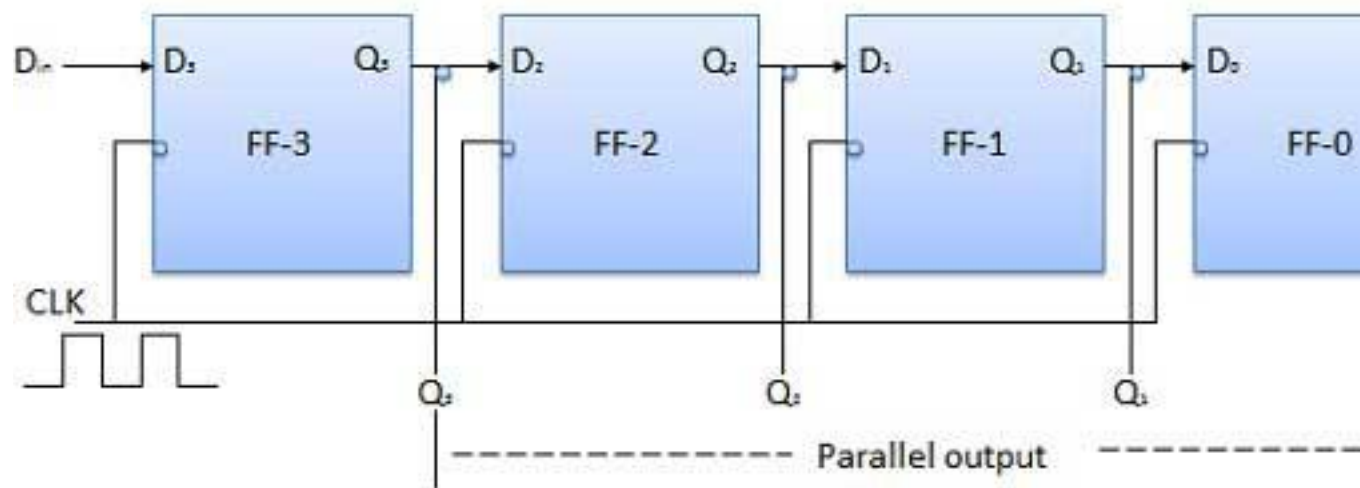 Dᵢₙ D₃ Q₃ D₂ Q₂ D₁ Q₁ D₀
FF-3 FF-2 FF-1 FF-0
CLK
Q₃ Q₂ Q₁
Parallel output